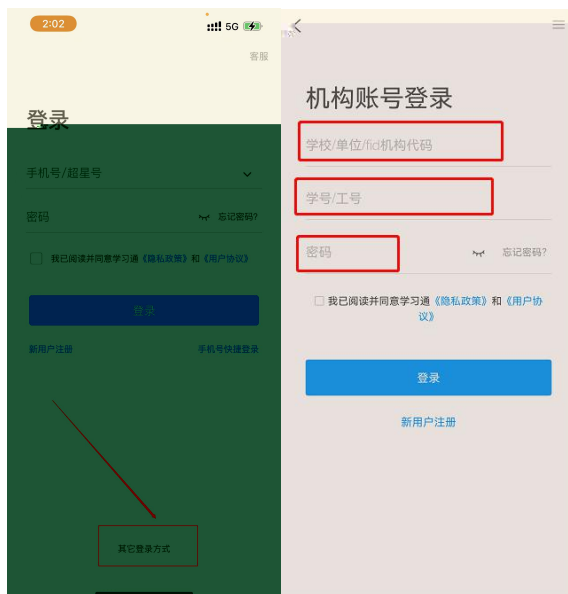 2:02
5G
客服
登录
手机号/超星号
密码
忘记密码?
我已阅读并同意学习通《隐私政策》和《用户协议》
登录
新用户注册
手机号快捷登录
其它登录方式
机构账号登录
学校/单位/fid机构代码
学号/工号
密码
忘记密码?
我已阅读并同意学习通《隐私政策》和《用户协
议》
登录
新用户注册